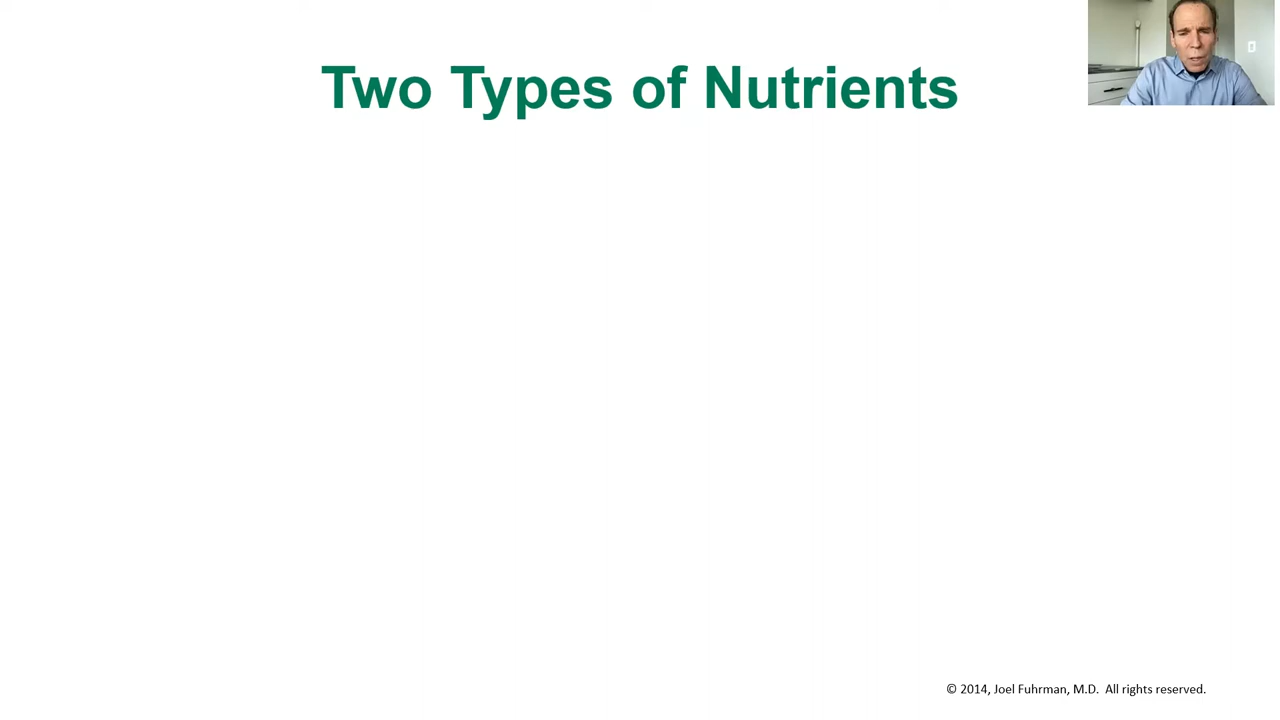 Two Types of Nutrients
© 2014, Joel Fuhrman, M.D. All rights reserved.